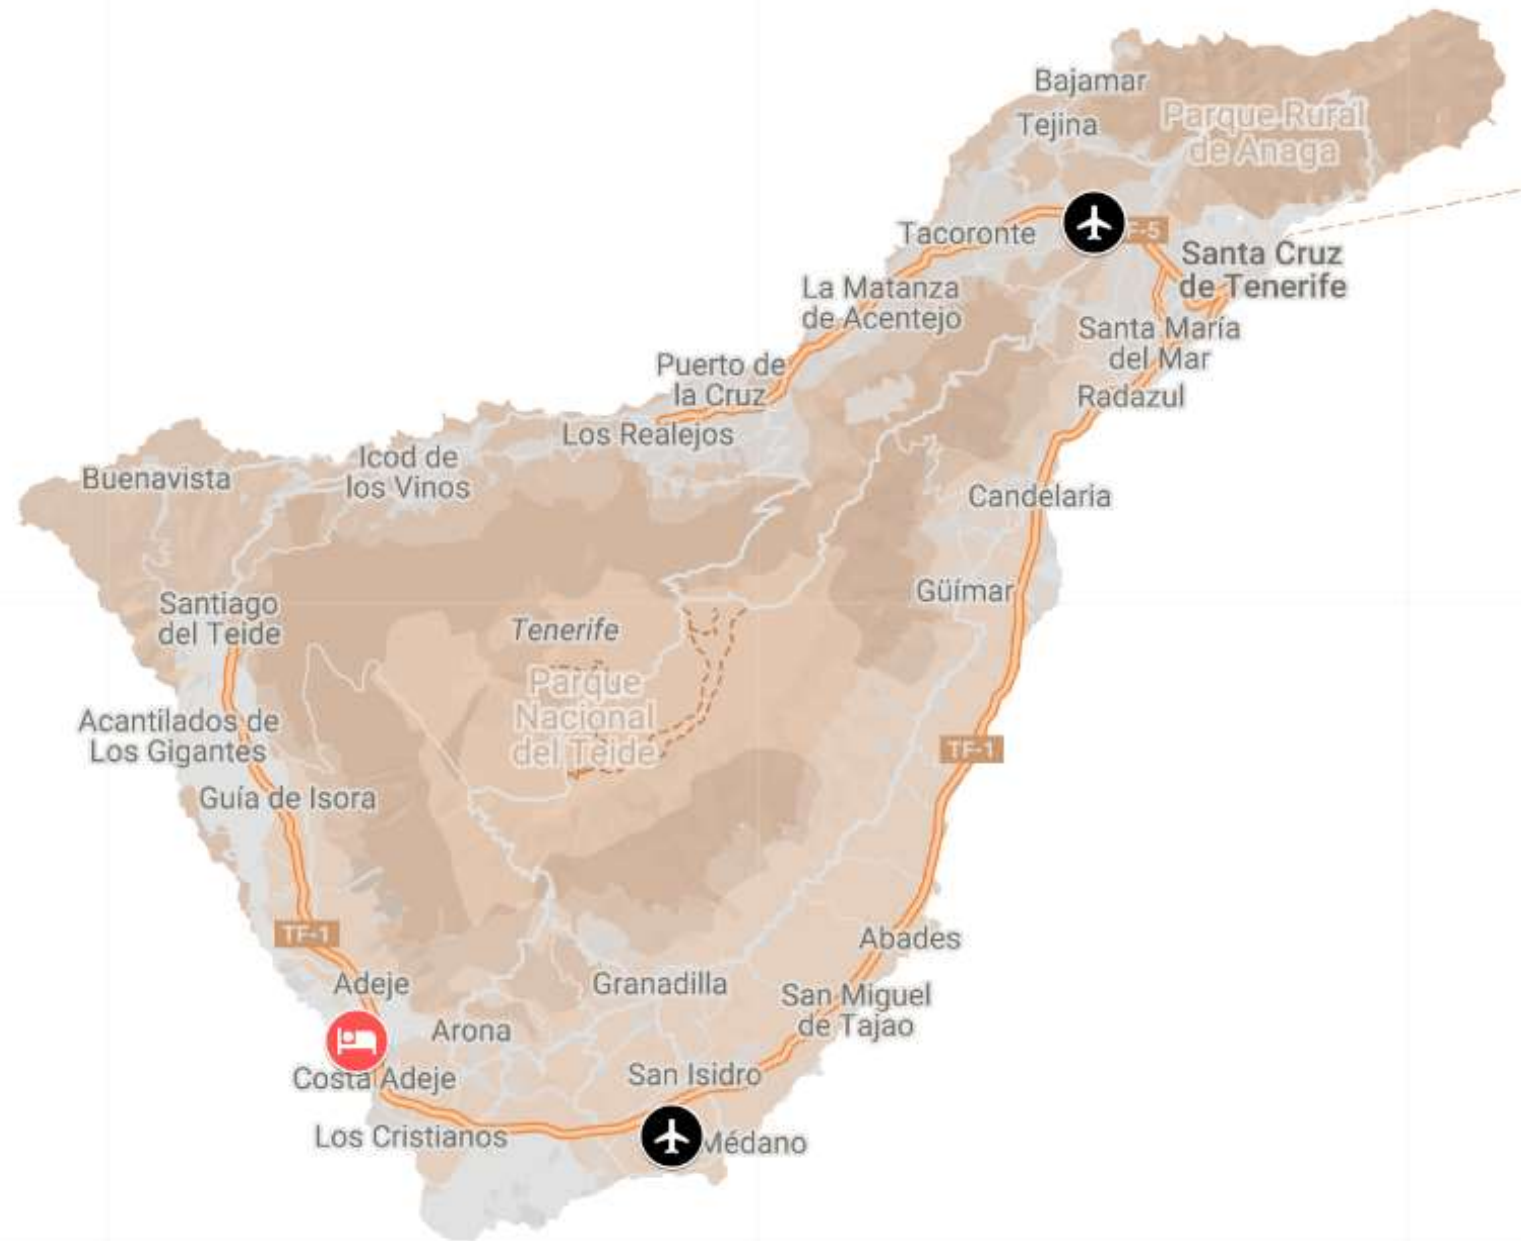 Bajamar
Tejina
Parque Rural
de Anaga
Tacoronte
F-5
Santa Cruz
de Tenerife
La Matanza
de Acentejo
Santa María
del Mar
Puerto de
la Cruz
Radazul
Los Realejos
Icod de
los Vinos
Buenavista
Candelaria
Güímar
Santiago
del Teide
Tenerife
Parque
Nacional
del Teide
Acantilados de
Los Gigantes
TF-1
Guía de Isora
TF-1
Abades
Adeje
Granadilla
San Miguel
de Tajao
Arona
Costa Adeje
San Isidro
Los Cristianos
Médano